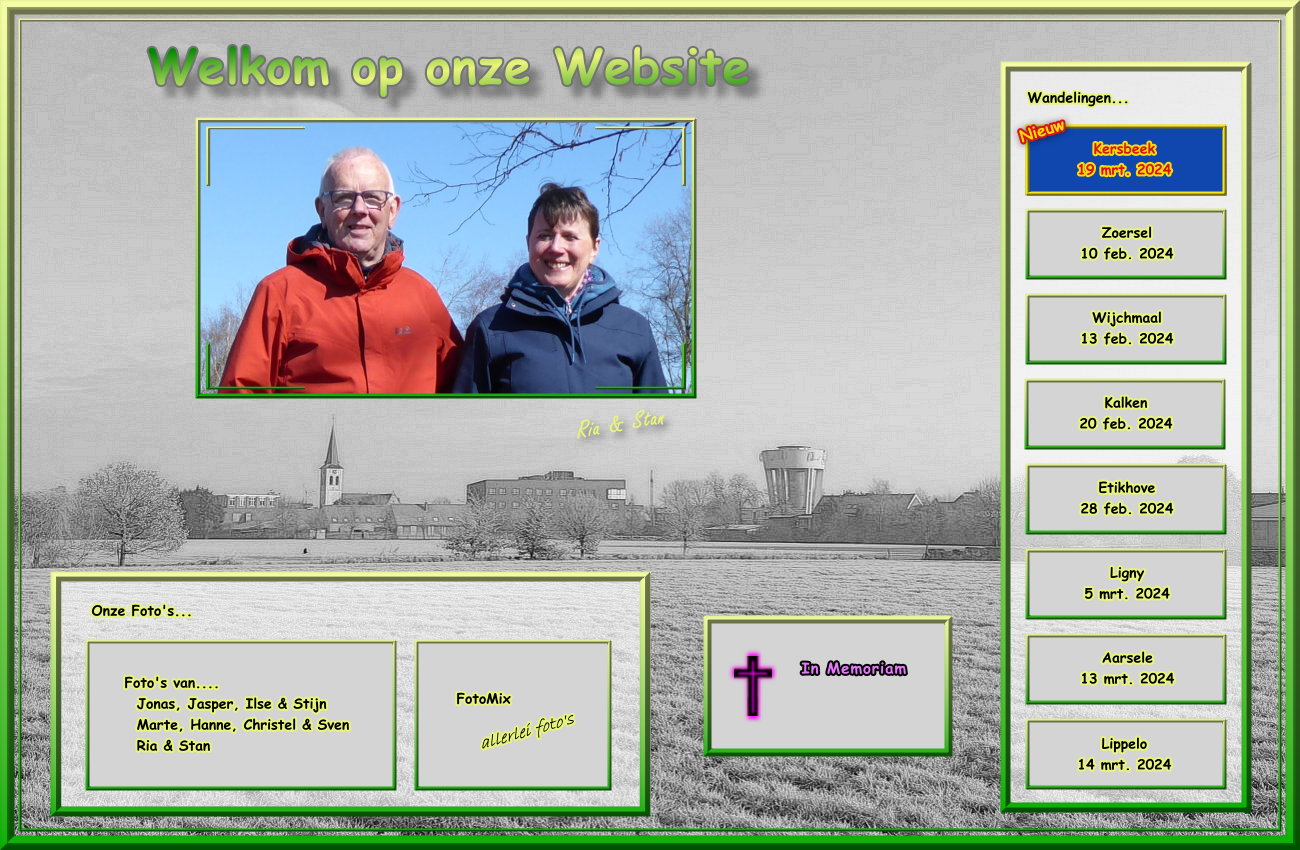 Welkom op onze Website
Ria & Stan
Wandelingen...
Nieuw
Kersbeek
19 mrt. 2024
Zoersel
10 feb. 2024
Wijchmaal
13 feb. 2024
Kalken
20 feb. 2024
Etikhove
28 feb. 2024
Ligny
5 mrt. 2024
Aarsele
13 mrt. 2024
Lippelo
14 mrt. 2024
Onze Foto's...
Foto's van....
Jonas, Jasper, Ilse & Stijn
Marte, Hanne, Christel & Sven
Ria & Stan
FotoMix
allerlei foto's
In Memoriam